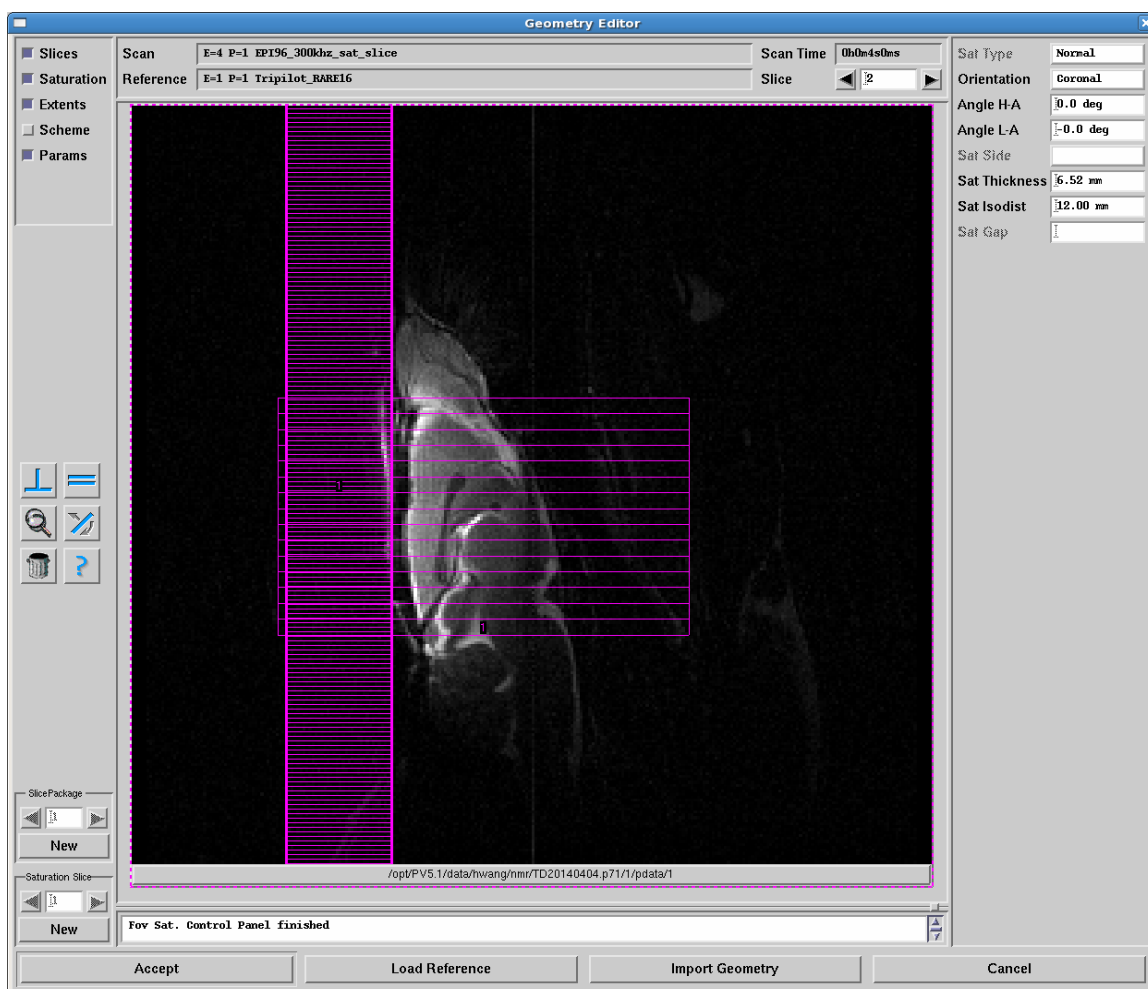 Geometry Editor
Slices
Saturation
Extents
Scheme
Params
Scan E=4 P=1 EPI96_300khz_sat_slice Scan Time 0h0m4s0ms
Reference E=1 P=1 Tripilot_RARE16 Slice 2
Sat Type Normal
Orientation Coronal
Angle H-A 0.0 deg
Angle L-A -0.0 deg
Sat Side
Sat Thickness 6.52 mm
Sat Isodist 12.00 mm
Sat Gap
1
1
?
SlicePackage
1
New
Saturation Slice
1
New
/opt/PV5.1/data/hwang/nmr/TD20140404.p71/1/pdata/1
Fov Sat. Control Panel finished
Accept Load Reference Import Geometry Cancel